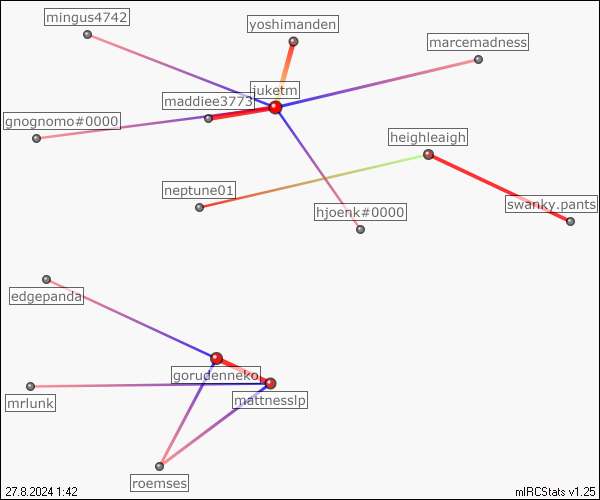 mingus4742
yoshimanden
marcemadness
juketm
maddiee3773
gnognomo#0000
heighleaigh
neptune01
hjoenk#0000
swanky.pants
edgepanda
gorudenneko
mattnesslp
mrlunk
roemses
27.8.2024 1:42
mIRCStats v1.25